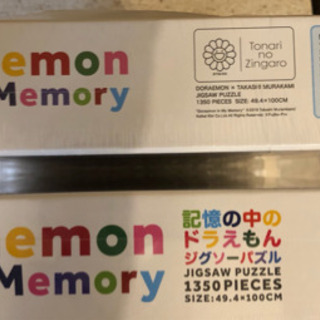 emon
Memory
Tonari
no
Zingaro
DORAEMON × TAKASHI MURAKAMI
JIGSAW PUZZLE
1350 PIECES SIZE: 49.4×100CM
emon
Memory
記憶の中の
ドラえもん
ジグソーパズル
JIGSAW PUZZLE
1350 PIECES
SIZE:49.4×100CM